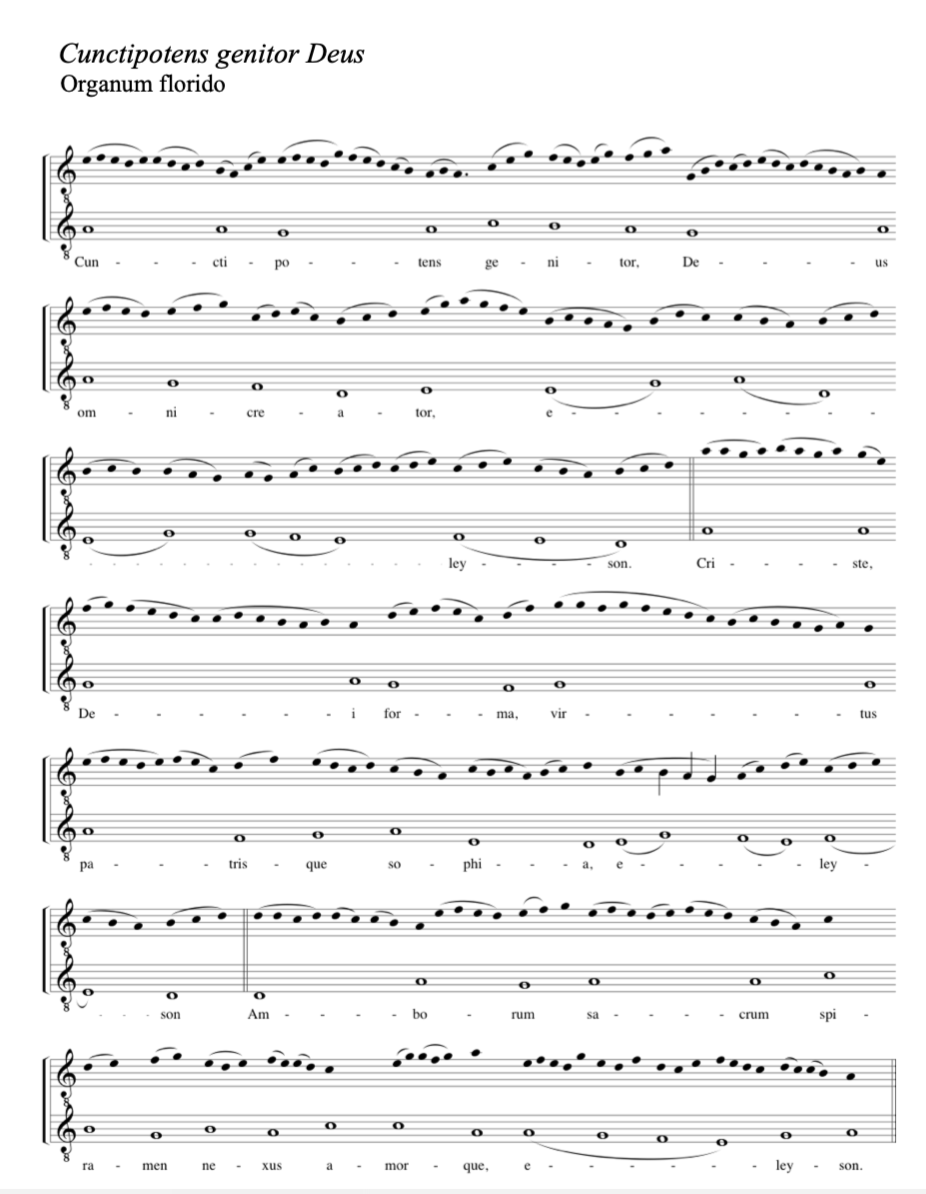 Cunctipotens genitor Deus
Organum florido
Cun - - - cti - po - - - tens ge - ni - tor, De - - - - us
om - ni - cre - a - tor, e - - - - - - - -
- - - - - - - - - ley - - - son. Cri - - - ste,
De - - - - - - i for - - ma, vir - - - - - - tus
pa - - - tris - que so - phi - - - a, e - - - - - ley -
- - - son Am - - - - bo - rum sa - - - - crum spi -
ra - men ne - xus a - mor - que, e - - - - - - ley - son.